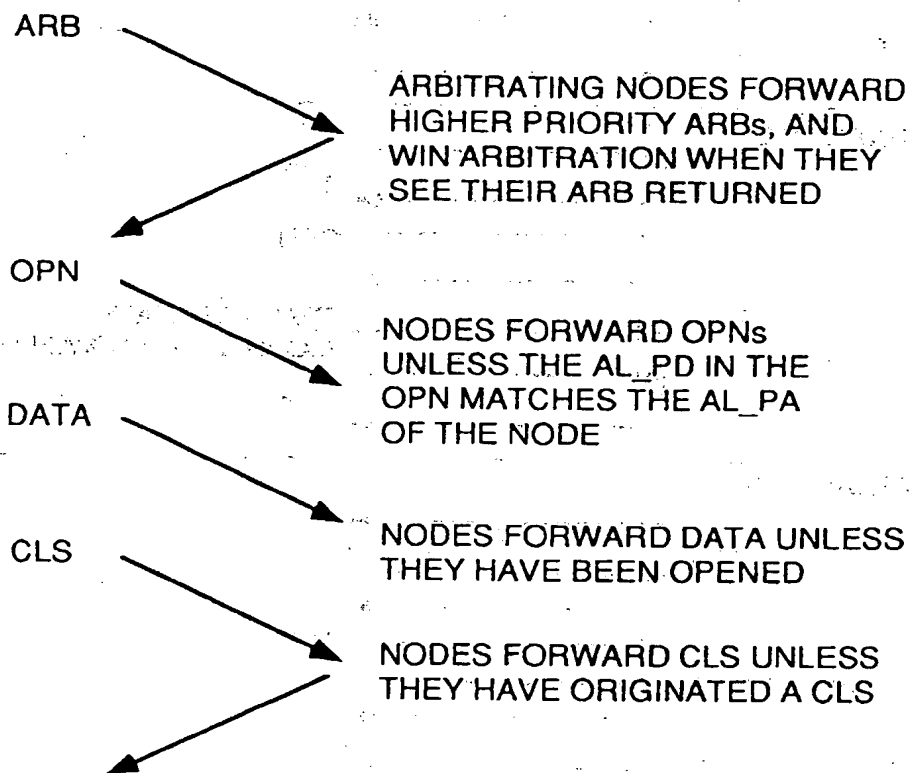 ARB
ARBITRATING NODES FORWARD
HIGHER PRIORITY ARBs, AND
WIN ARBITRATION WHEN THEY
SEE THEIR ARB RETURNED
OPN
NODES FORWARD OPNs
UNLESS THE AL_PD IN THE
OPN MATCHES THE AL_PA
OF THE NODE
DATA
NODES FORWARD DATA UNLESS
THEY HAVE BEEN OPENED
CLS
NODES FORWARD CLS UNLESS
THEY HAVE ORIGINATED A CLS